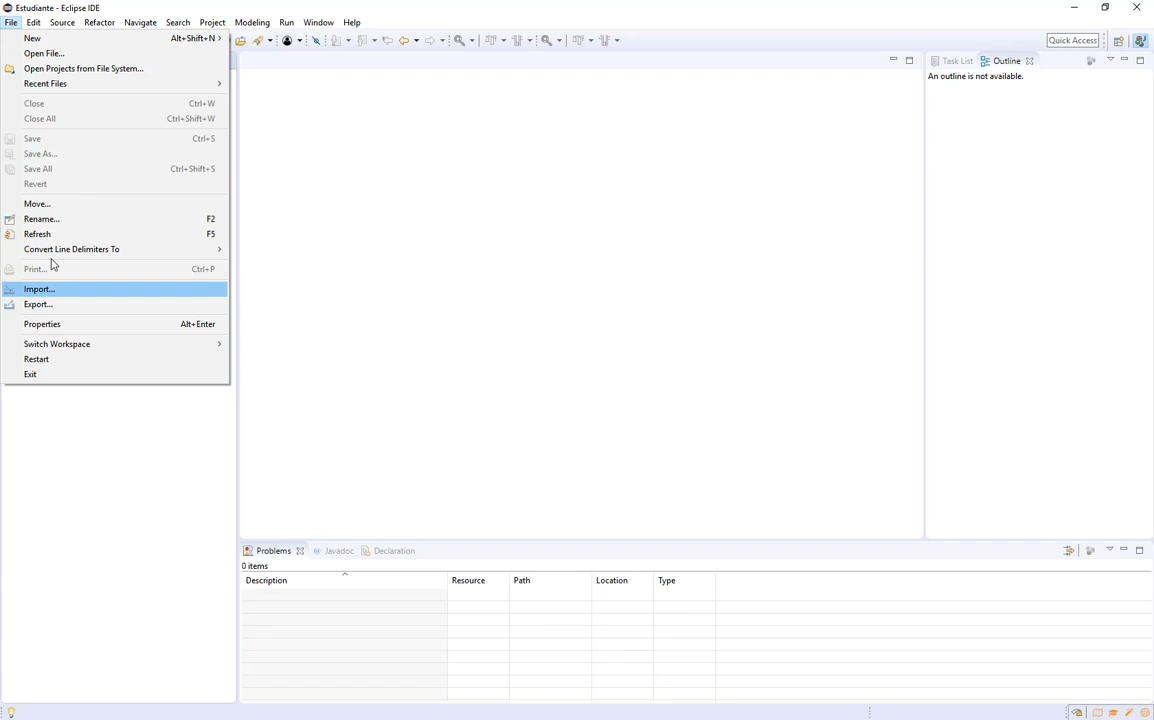 Estudiante - Eclipse IDE
File Edit Source Refactor Navigate Search Project Modeling Run Window Help
New Alt+Shift+N
Open File...
Open Projects from File System...
Recent Files
Close Ctrl+W
Close All Ctrl+Shift+W
Save Ctrl+S
Save As...
Save All Ctrl+Shift+S
Revert
Move...
Rename... F2
Refresh F5
Convert Line Delimiters To
Print... Ctrl+P
Import...
Export...
Properties Alt+Enter
Switch Workspace
Restart
Exit
Quick Access
Task List Outline
An outline is not available.
Problems Javadoc Declaration
0 items
Description Resource Path Location Type